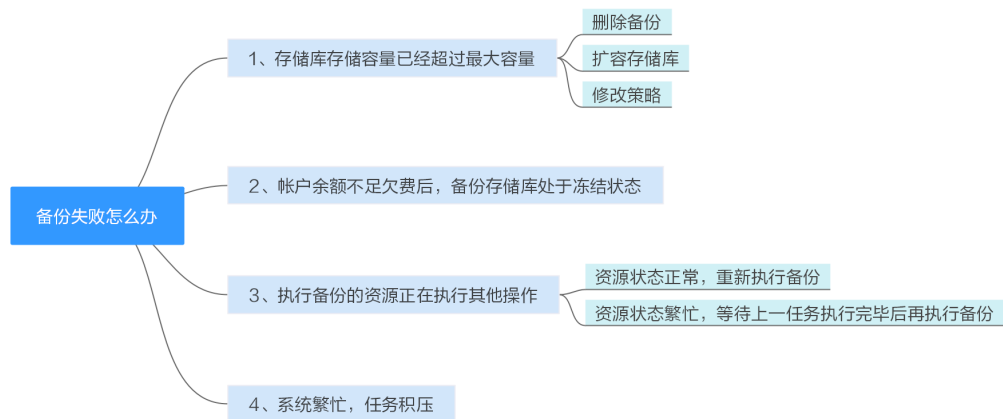 备份失败怎么办
1、存储库存储容量已经超过最大容量
删除备份
扩容存储库
修改策略
2、帐户余额不足欠费后，备份存储库处于冻结状态
3、执行备份的资源正在执行其他操作
资源状态正常，重新执行备份
资源状态繁忙，等待上一任务执行完毕后再执行备份
4、系统繁忙，任务积压